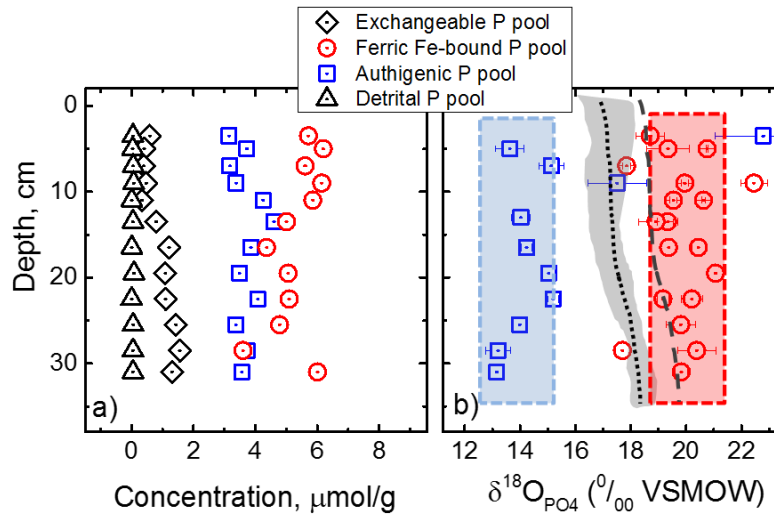 Exchangeable P pool
Ferric Fe-bound P pool
Authigenic P pool
Detrital P pool
0
10
20
30
Depth, cm
a)
b)
0 2 4 6 8
12 14 16 18 20 22
Concentration, μmol/g
δ¹⁸O_PO4 (⁰/₀₀ VSMOW)